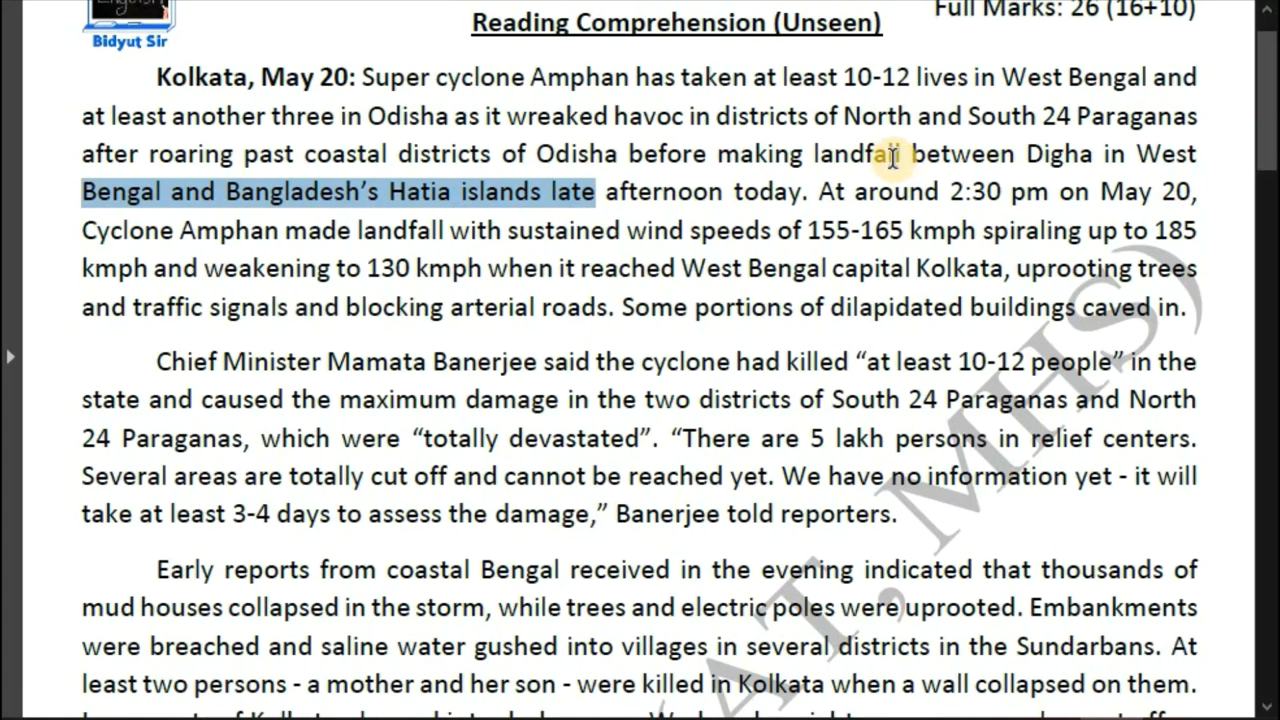 English
Bidyut Sir
Full Marks: 26 (16+10)
Reading Comprehension (Unseen)
Kolkata, May 20: Super cyclone Amphan has taken at least 10-12 lives in West Bengal and
at least another three in Odisha as it wreaked havoc in districts of North and South 24 Paraganas
after roaring past coastal districts of Odisha before making landfall between Digha in West
Bengal and Bangladesh’s Hatia islands late afternoon today. At around 2:30 pm on May 20,
Cyclone Amphan made landfall with sustained wind speeds of 155-165 kmph spiraling up to 185
kmph and weakening to 130 kmph when it reached West Bengal capital Kolkata, uprooting trees
and traffic signals and blocking arterial roads. Some portions of dilapidated buildings caved in.
Chief Minister Mamata Banerjee said the cyclone had killed “at least 10-12 people” in the
state and caused the maximum damage in the two districts of South 24 Paraganas and North
24 Paraganas, which were “totally devastated”. “There are 5 lakh persons in relief centers.
Several areas are totally cut off and cannot be reached yet. We have no information yet - it will
take at least 3-4 days to assess the damage,” Banerjee told reporters.
Early reports from coastal Bengal received in the evening indicated that thousands of
mud houses collapsed in the storm, while trees and electric poles were uprooted. Embankments
were breached and saline water gushed into villages in several districts in the Sundarbans. At
least two persons - a mother and her son - were killed in Kolkata when a wall collapsed on them.
AT, MHS)